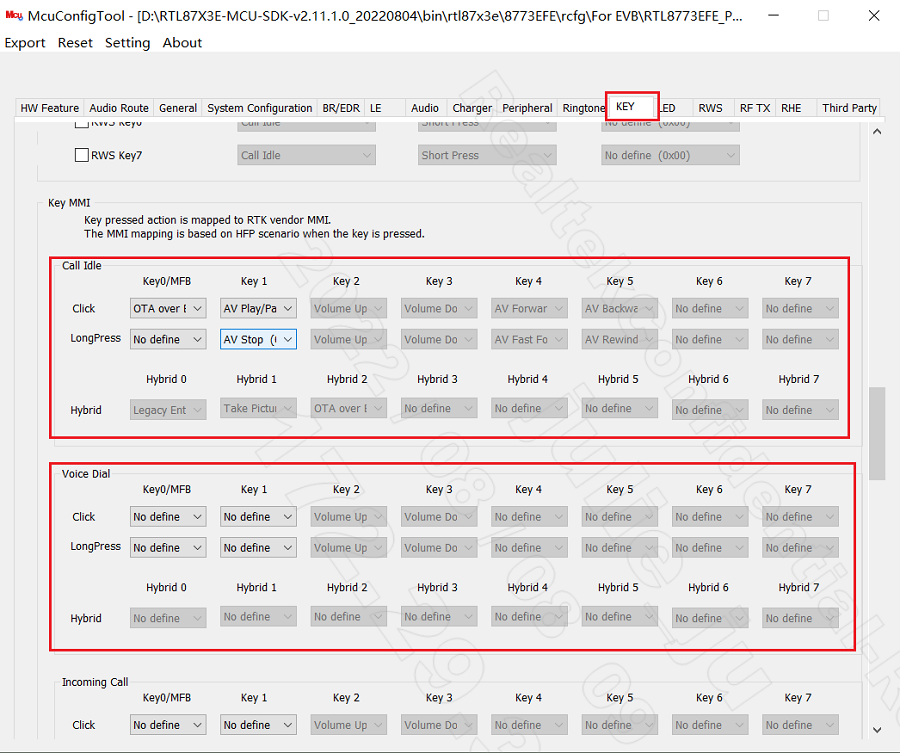 McuConfigTool - [D:\RTL87X3E-MCU-SDK-v2.11.1.0_20220804\bin\rtl87x3e\8773EFE\rcfg\For EVB\RTL8773EFE_P...
Export Reset Setting About
HW Feature Audio Route General System Configuration BR/EDR LE Audio Charger Peripheral Ringtone KEY LED RWS RF TX RHE Third Party
RWS Key6 Call Idle Short Press No define (0x00)
RWS Key7 Call Idle Short Press No define (0x00)
Key MMI
Key pressed action is mapped to RTK vendor MMI.
The MMI mapping is based on HFP scenario when the key is pressed.
Call Idle
Key0/MFB Key 1 Key 2 Key 3 Key 4 Key 5 Key 6 Key 7
Click OTA over AV Play/Pa Volume Up Volume Do AV Forwar AV Backwa No define No define
LongPress No define AV Stop (0 Volume Up Volume Do AV Fast Fo AV Rewind No define No define
Hybrid 0 Hybrid 1 Hybrid 2 Hybrid 3 Hybrid 4 Hybrid 5 Hybrid 6 Hybrid 7
Hybrid Legacy Ent Take Pictu OTA over No define No define No define No define No define
Voice Dial
Key0/MFB Key 1 Key 2 Key 3 Key 4 Key 5 Key 6 Key 7
Click No define No define Volume Up Volume Do No define No define No define No define
LongPress No define No define Volume Up Volume Do No define No define No define No define
Hybrid 0 Hybrid 1 Hybrid 2 Hybrid 3 Hybrid 4 Hybrid 5 Hybrid 6 Hybrid 7
Hybrid No define No define No define No define No define No define No define No define
Incoming Call
Key0/MFB Key 1 Key 2 Key 3 Key 4 Key 5 Key 6 Key 7
Click No define No define Volume Up Volume Do No define No define No define No define